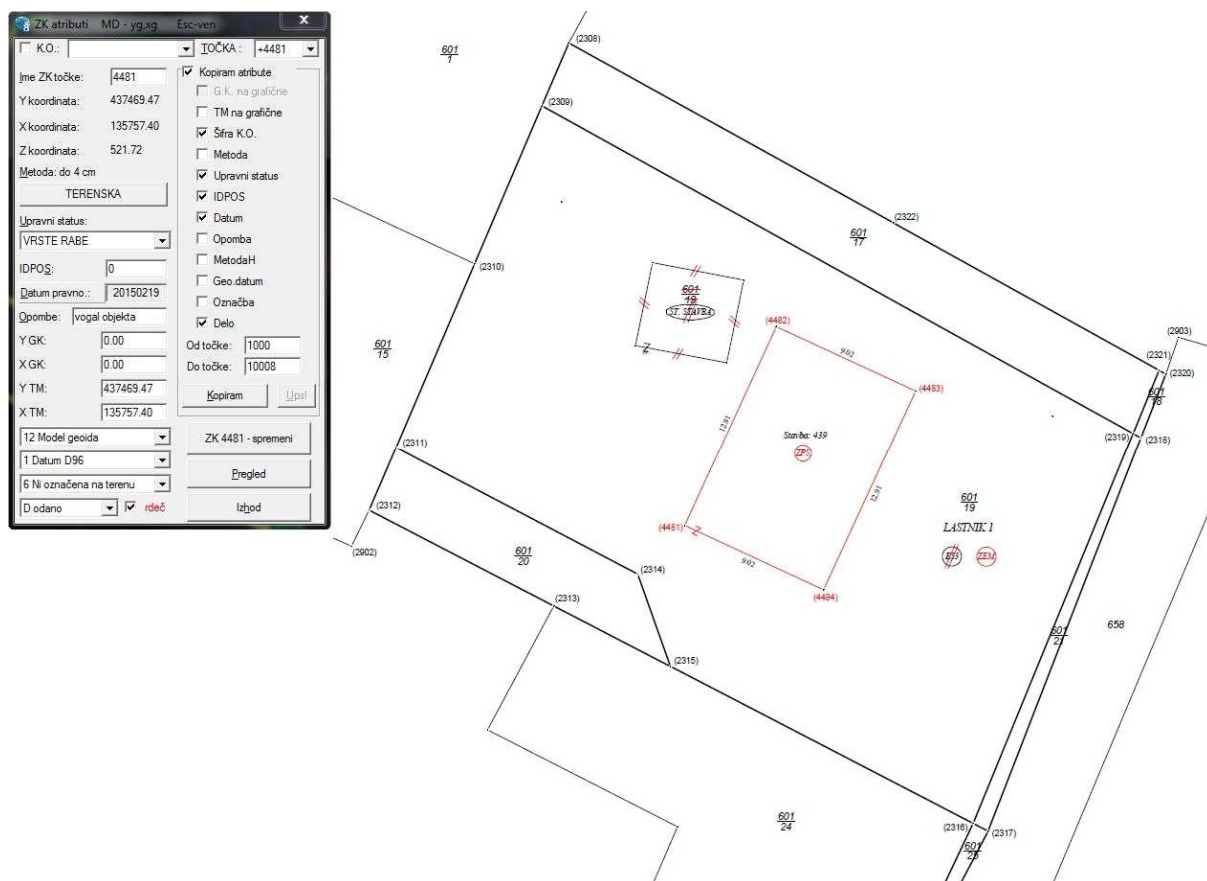 ZK atributi MD - yg,xg Esc-ven X
K.O.: TOČKA : +4481
Ime ZK točke: 4481
Y koordinata: 437469.47
X koordinata: 135757.40
Z koordinata: 521.72
Metoda: do 4 cm
TERENSKA
Upravni status:
VRSTE RABE
IDPOS: 0
Datum pravno.: 20150219
Opombe: vogal objekta
Y GK: 0.00
X GK: 0.00
Y TM: 437469.47
X TM: 135757.40
12 Model geoida
1 Datum D96
6 Ni označena na terenu
D odano rdeč
Kopiram atribute
G.K. na grafične
TM na grafične
Šifra K.O.
Metoda
Upravni status
IDPOS
Datum
Opomba
MetodaH
Geo.datum
Označba
Delo
Od točke: 1000
Do točke: 10008
Kopiram Ups!
ZK 4481 - spremeni
Pregled
Izhod
601
1
(2308)
(2309)
(2322)
601
17
(2310)
601
19
ST. STAVBA
(4482)
9.02
(4483)
(2903)
(2321)
(2320)
601
18
601
15
12.91
Stavba: 439
ZPS
12.91
(2319)
(2318)
(2311)
(2312)
(2902)
(4481)
Z
9.02
(4484)
601
19
LASTNIK 1
ZEM
601
20
(2314)
(2313)
(2315)
601
21
658
601
24
(2316)
(2317)
601
25